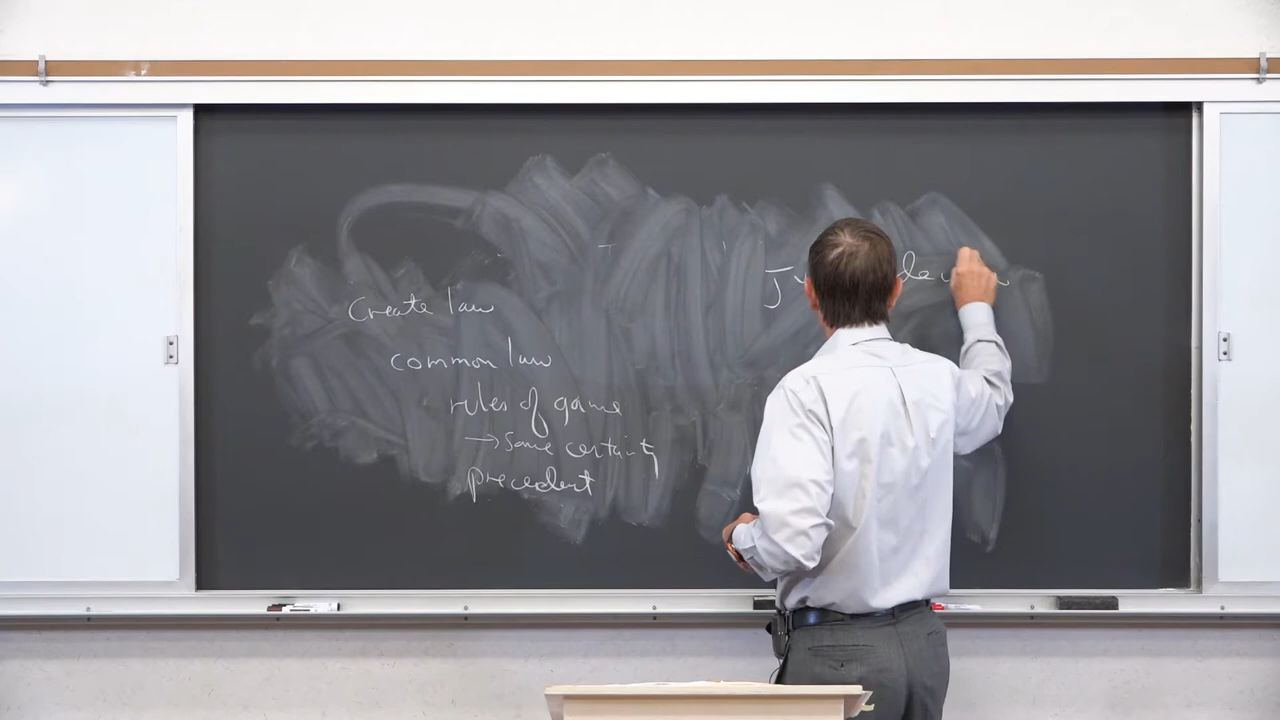 Create law
common law
rules of game
→ some certainty
precedent